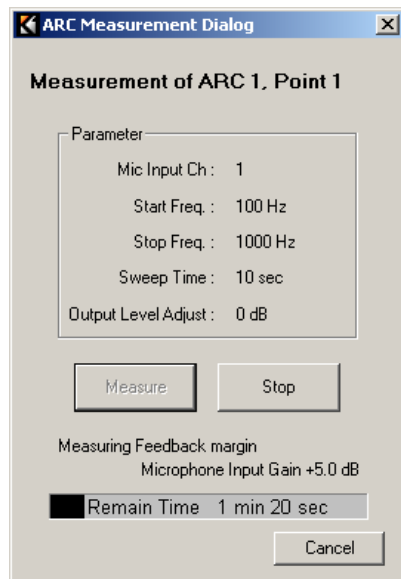 ARC Measurement Dialog
Measurement of ARC 1, Point 1
Parameter
Mic Input Ch : 1
Start Freq. : 100 Hz
Stop Freq. : 1000 Hz
Sweep Time : 10 sec
Output Level Adjust : 0 dB
Measure Stop
Measuring Feedback margin
Microphone Input Gain +5.0 dB
Remain Time 1 min 20 sec
Cancel